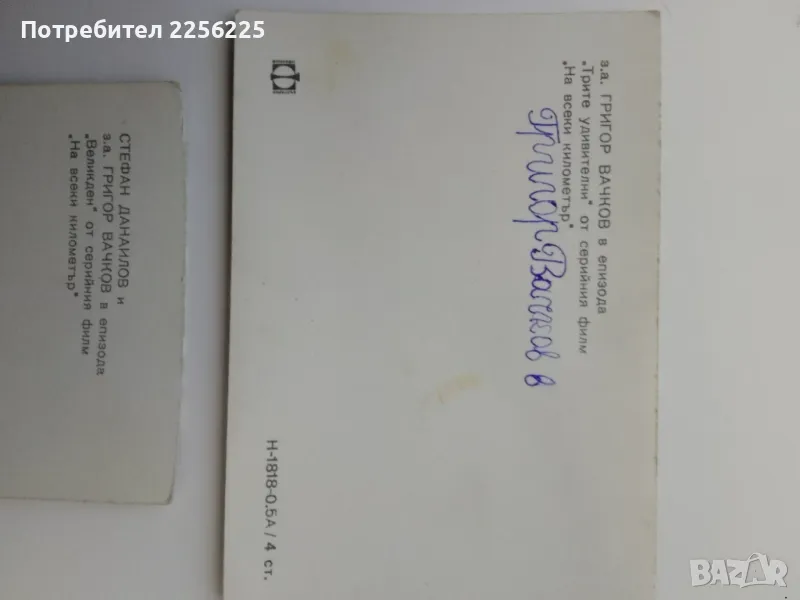 Потребител 2256225
СТЕФАН ДАНАИЛОВ и
з.а. ГРИГОР ВАЧКОВ в епизода
„Великден" от серийния филм
„На всеки километър"
з.а. ГРИГОР ВАЧКОВ в епизода
„Трите удивителни" от серийния филм
„На всеки километър"
Григор Вачков в
Н-1818-0.5А / 4 ст.
BAZAR